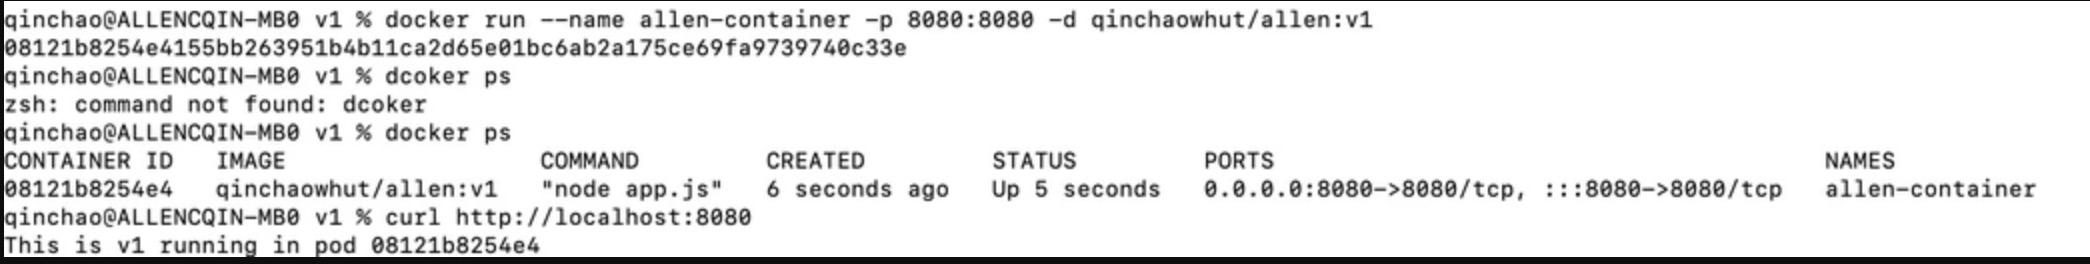 qinchao@ALLENCQIN-MB0 v1 % docker run --name allen-container -p 8080:8080 -d qinchaowhut/allen:v1
08121b8254e4155bb263951b4b11ca2d65e01bc6ab2a175ce69fa9739740c33e
qinchao@ALLENCQIN-MB0 v1 % dcoker ps
zsh: command not found: dcoker
qinchao@ALLENCQIN-MB0 v1 % docker ps
CONTAINER ID   IMAGE                  COMMAND         CREATED         STATUS         PORTS                                       NAMES
08121b8254e4   qinchaowhut/allen:v1   "node app.js"   6 seconds ago   Up 5 seconds   0.0.0.0:8080->8080/tcp, :::8080->8080/tcp   allen-container
qinchao@ALLENCQIN-MB0 v1 % curl http://localhost:8080
This is v1 running in pod 08121b8254e4